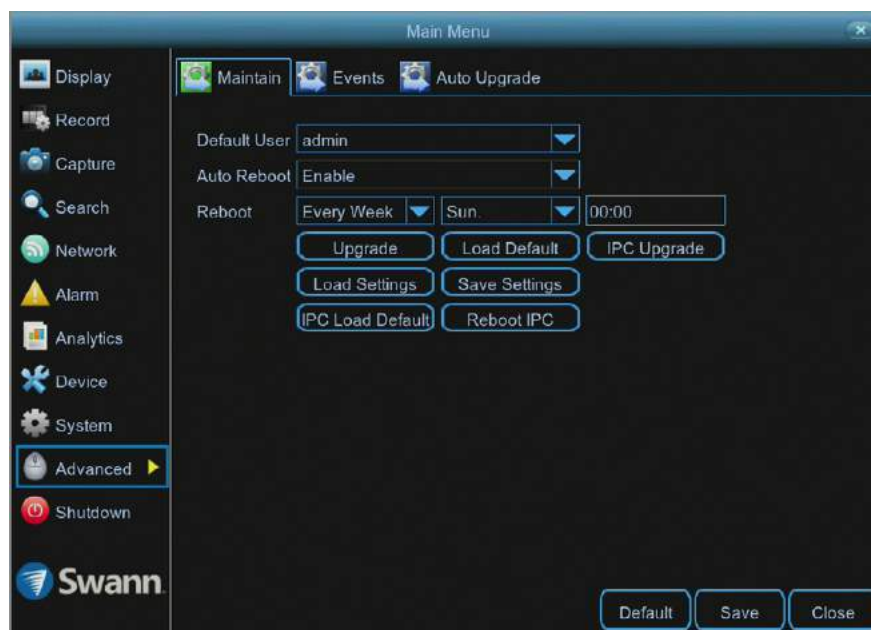 Main Menu
Display
Record
Capture
Search
Network
Alarm
Analytics
Device
System
Advanced
Shutdown
Swann
Maintain Events Auto Upgrade
Default User admin
Auto Reboot Enable
Reboot Every Week Sun. 00:00
Upgrade Load Default IPC Upgrade
Load Settings Save Settings
IPC Load Default Reboot IPC
Default Save Close